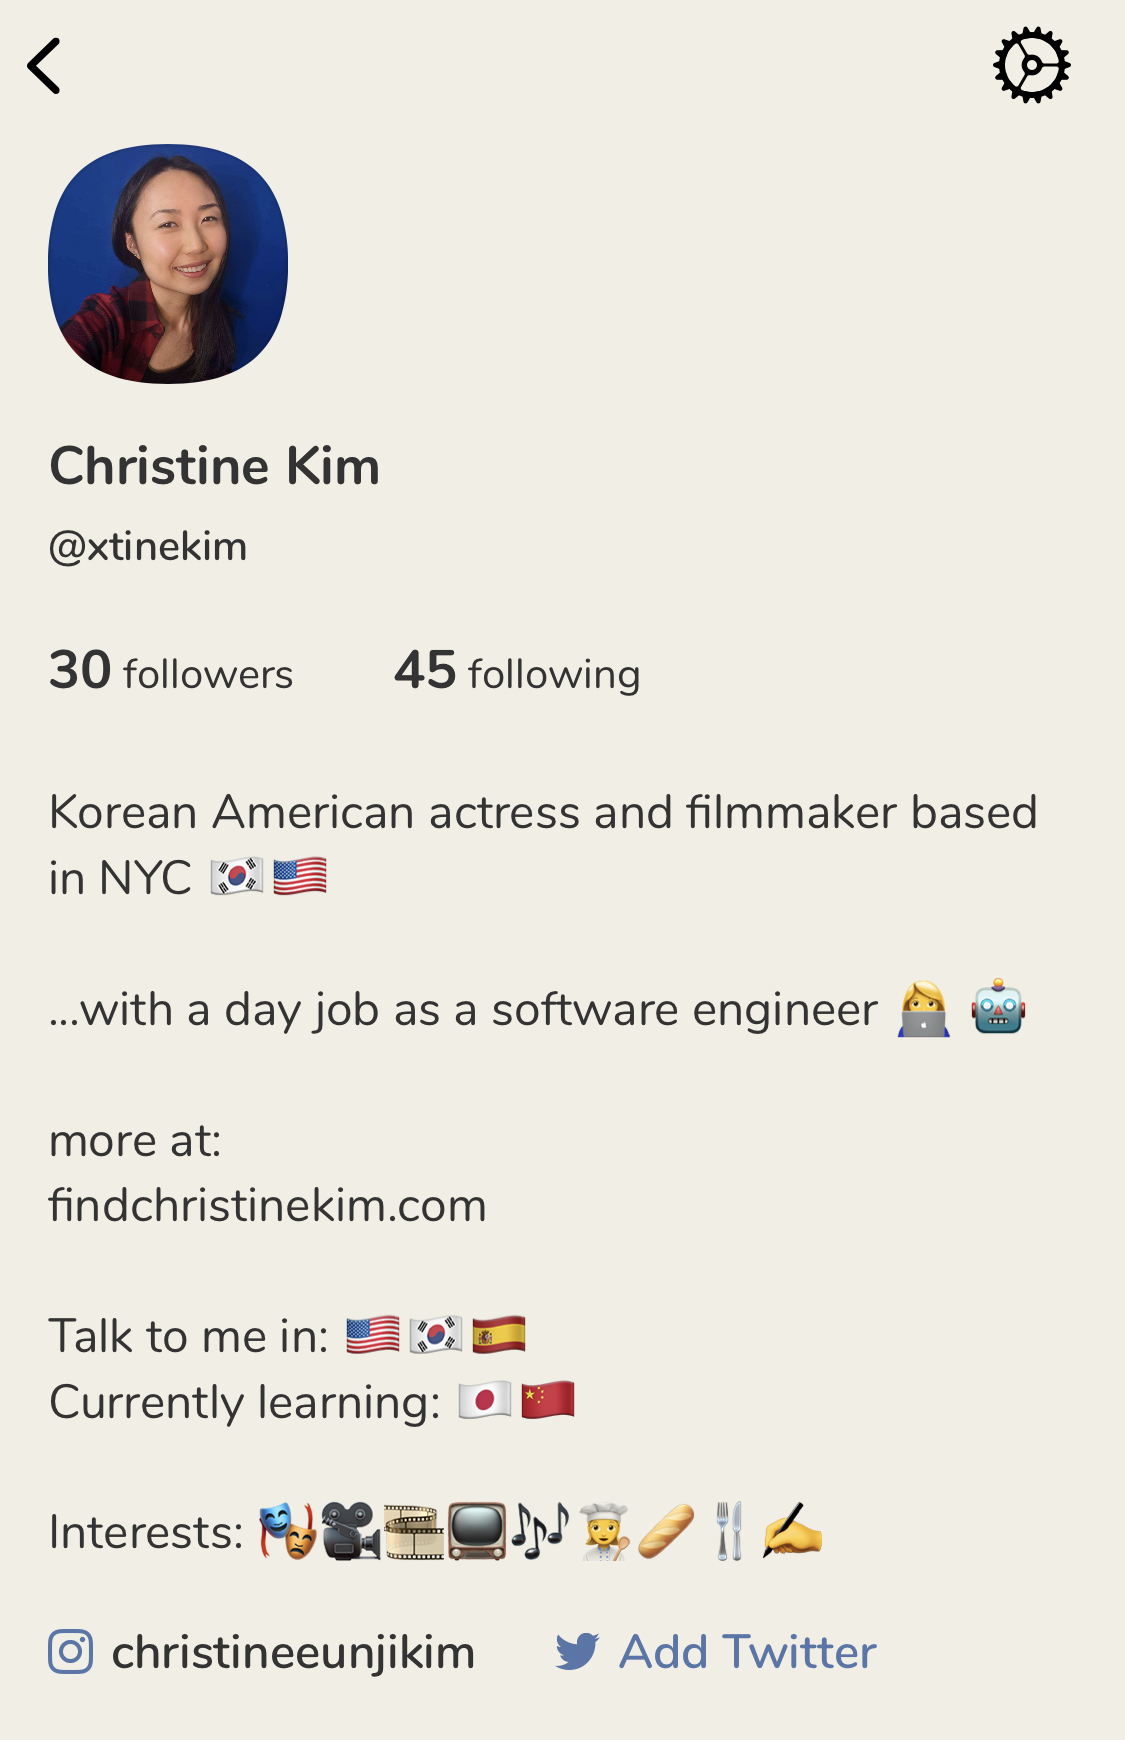 Christine Kim
@xtinekim
30 followers 45 following
Korean American actress and filmmaker based
in NYC 🇰🇷🇺🇸
...with a day job as a software engineer 👩‍💻 🤖
more at:
findchristinekim.com
Talk to me in: 🇺🇸🇰🇷🇪🇸
Currently learning: 🇯🇵🇨🇳
Interests: 🎭🎥🎞📺🎶👩‍🍳🥖🍴✍️
christineeunjikim Add Twitter